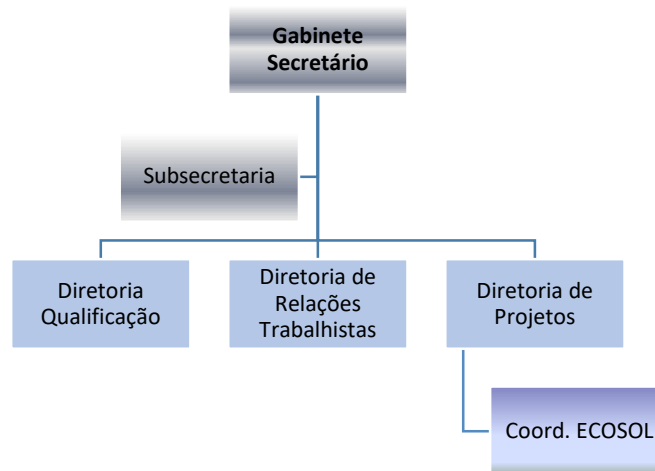 Gabinete
Secretário
Subsecretaria
Diretoria
Qualificação
Diretoria de
Relações
Trabalhistas
Diretoria de
Projetos
Coord. ECOSOL